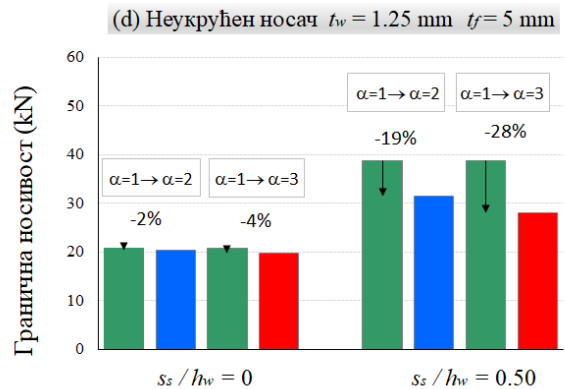 (d) Неукрућен носач tw = 1.25 mm tf = 5 mm
Гранична носивост (kN)
60
50
40
30
20
10
0
α=1→α=2
α=1→α=3
-2%
-4%
α=1→α=2
α=1→α=3
-19%
-28%
ss / hw = 0
ss / hw = 0.50